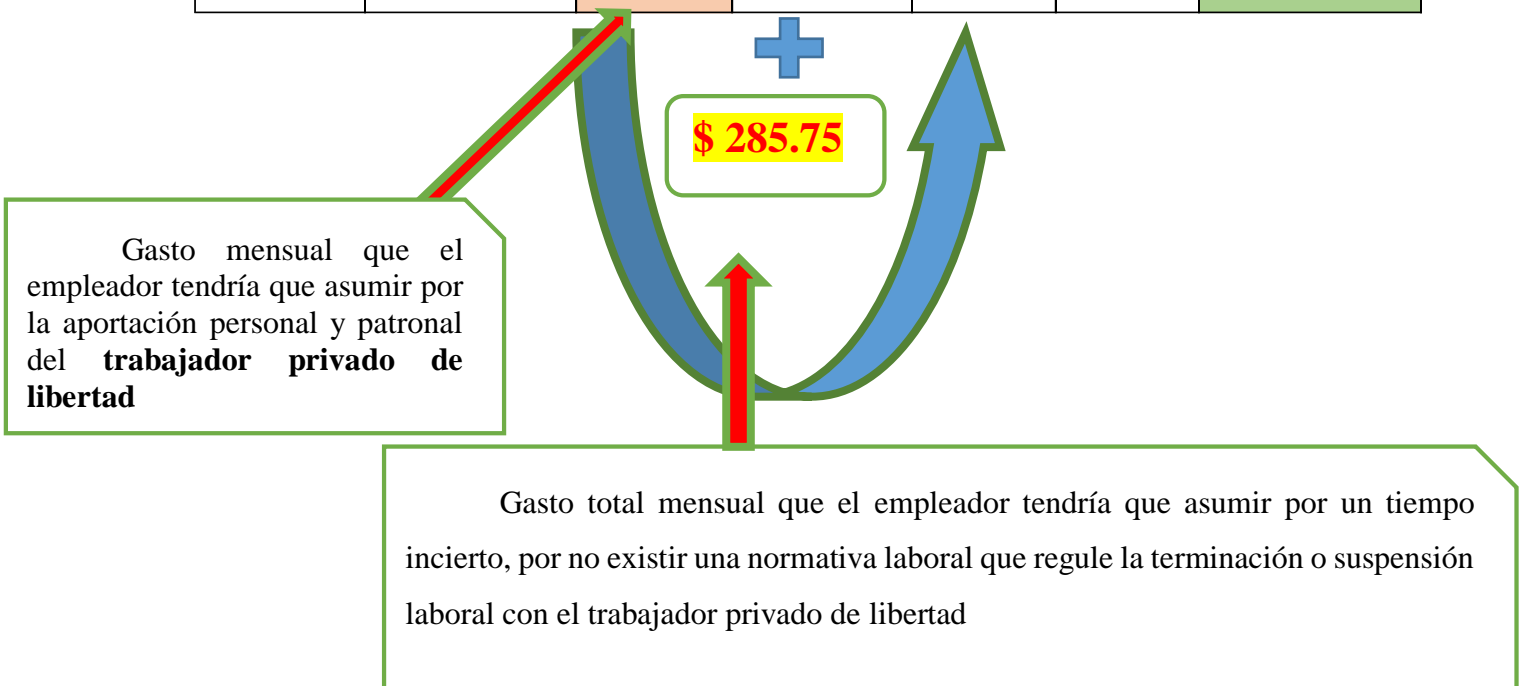 $ 285.75
Gasto mensual que el
empleador tendría que asumir por
la aportación personal y patronal
del trabajador privado de
libertad
Gasto total mensual que el empleador tendría que asumir por un tiempo
incierto, por no existir una normativa laboral que regule la terminación o suspensión
laboral con el trabajador privado de libertad